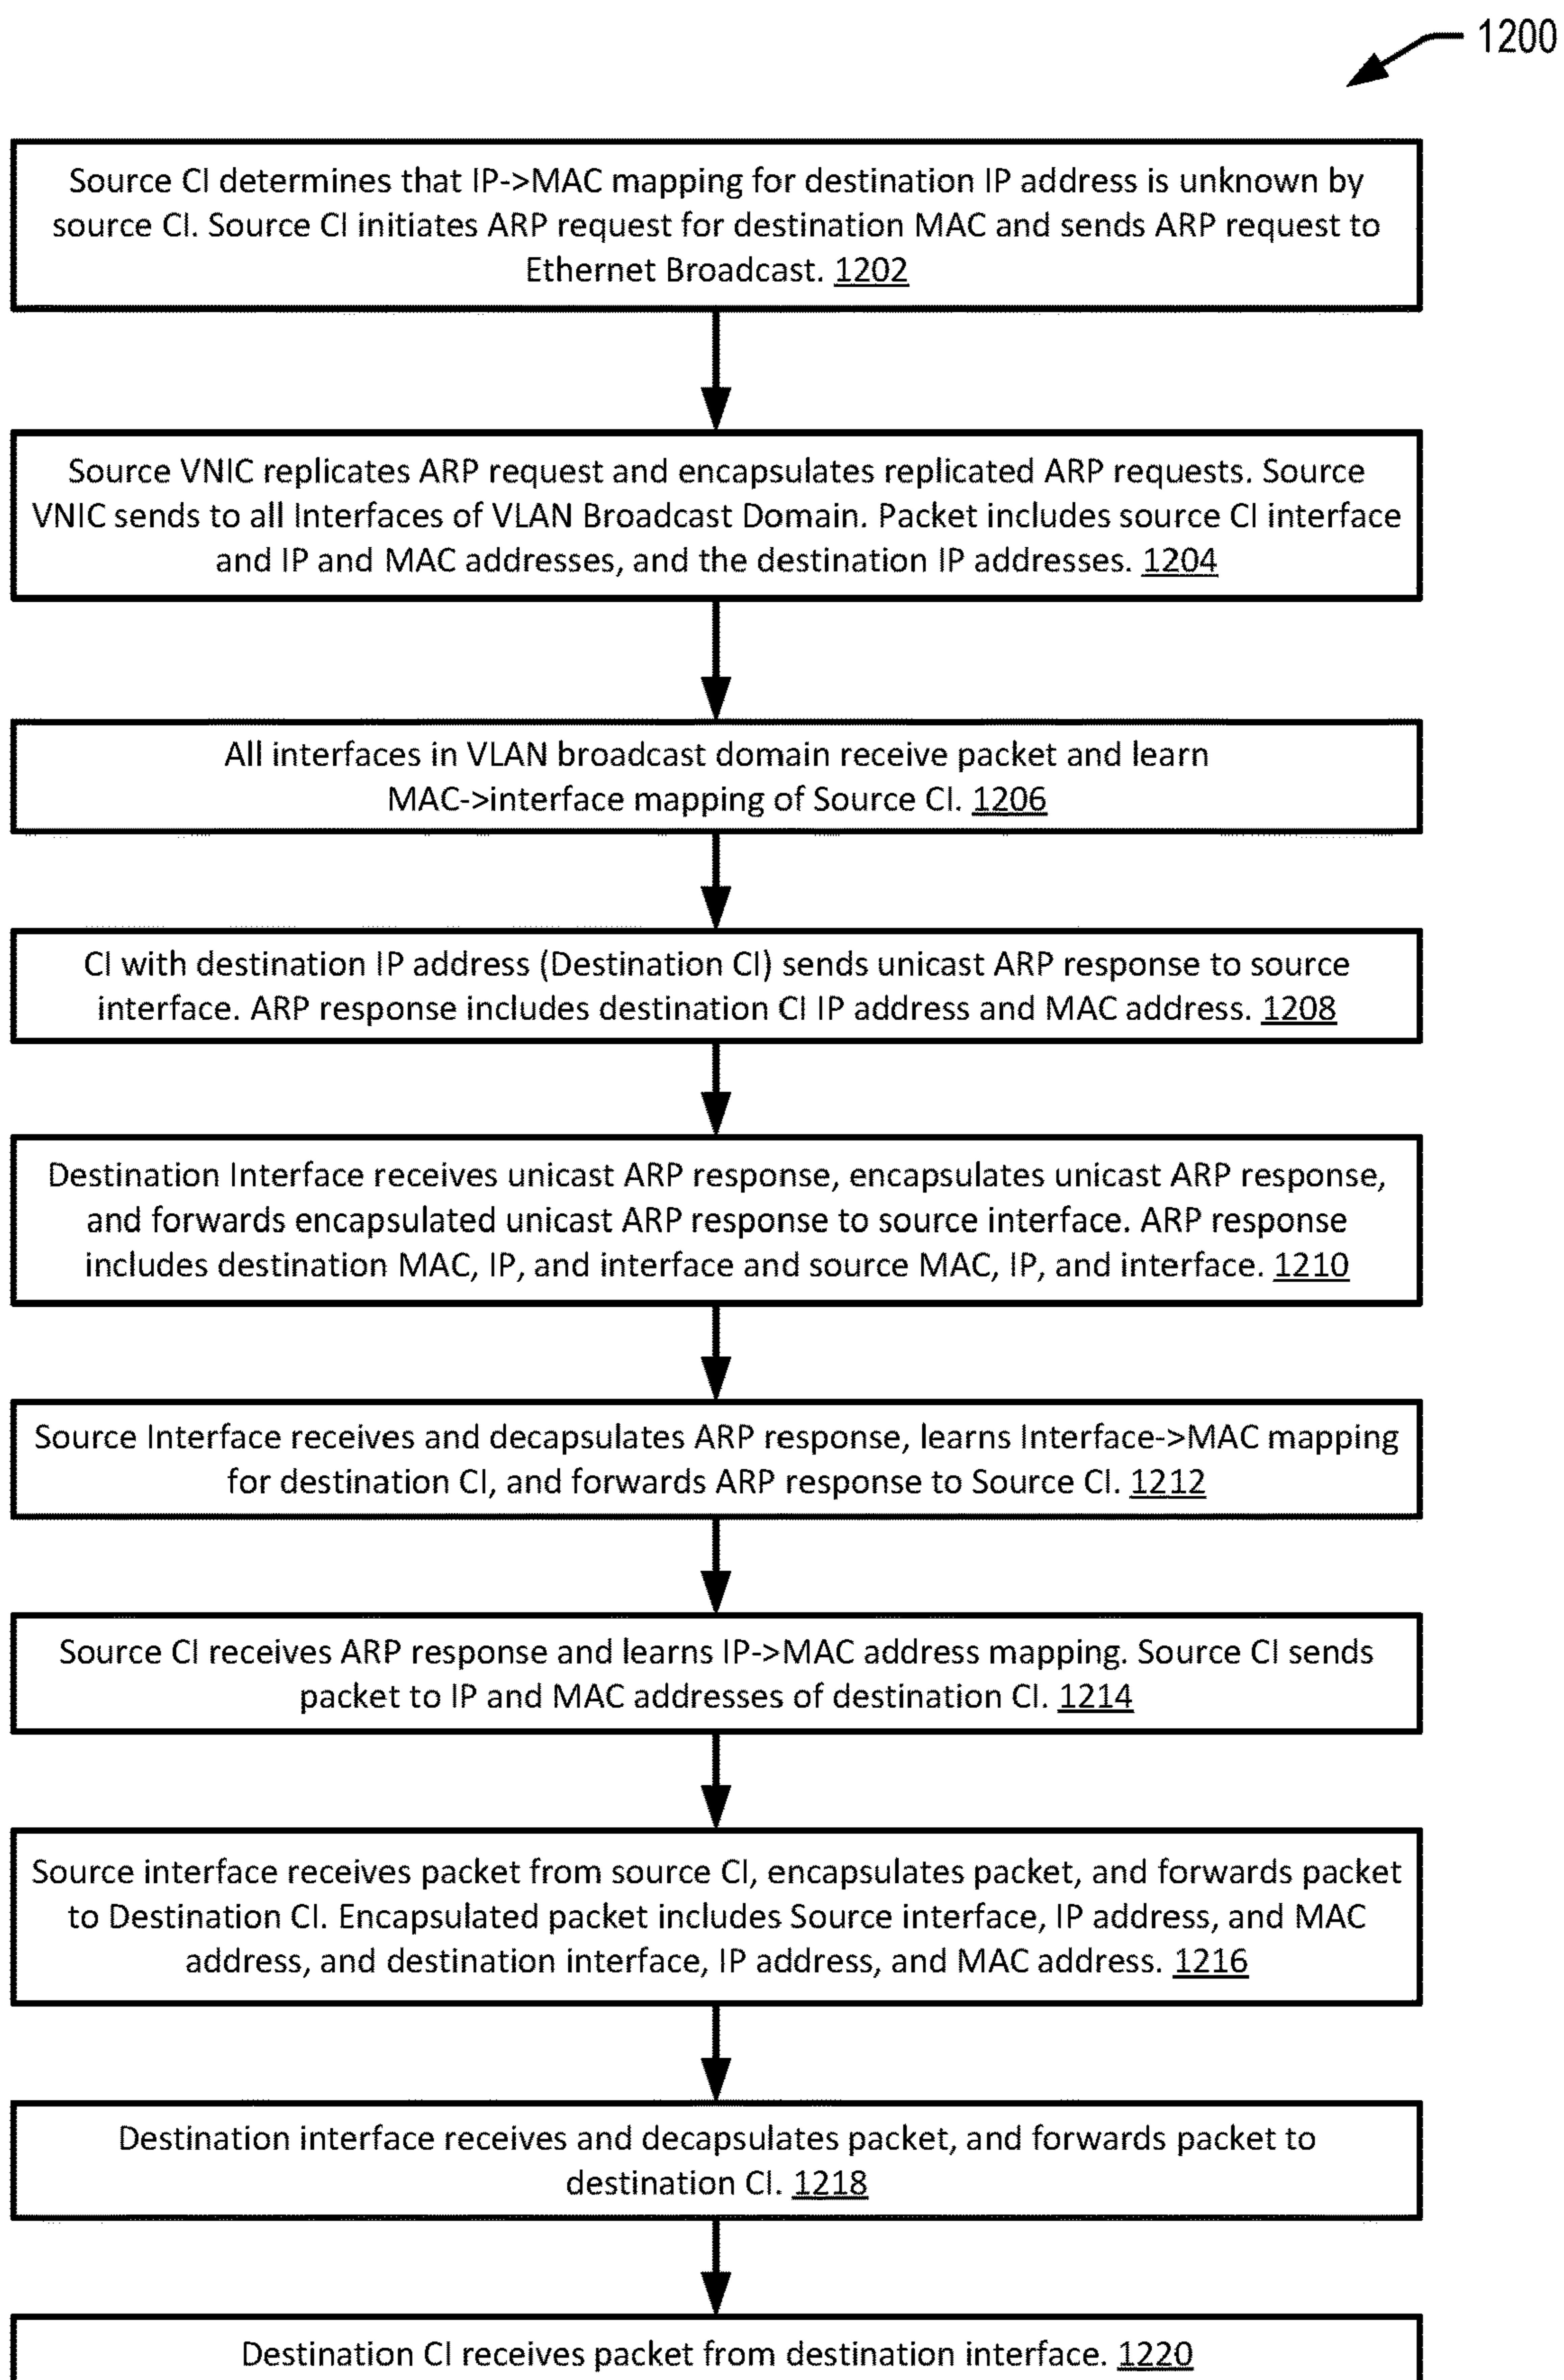 1200
Source CI determines that IP->MAC mapping for destination IP address is unknown by
source CI. Source CI initiates ARP request for destination MAC and sends ARP request to
Ethernet Broadcast. 1202
Source VNIC replicates ARP request and encapsulates replicated ARP requests. Source
VNIC sends to all Interfaces of VLAN Broadcast Domain. Packet includes source CI interface
and IP and MAC addresses, and the destination IP addresses. 1204
All interfaces in VLAN broadcast domain receive packet and learn
MAC->interface mapping of Source CI. 1206
CI with destination IP address (Destination CI) sends unicast ARP response to source
interface. ARP response includes destination CI IP address and MAC address. 1208
Destination Interface receives unicast ARP response, encapsulates unicast ARP response,
and forwards encapsulated unicast ARP response to source interface. ARP response
includes destination MAC, IP, and interface and source MAC, IP, and interface. 1210
Source Interface receives and decapsulates ARP response, learns Interface->MAC mapping
for destination CI, and forwards ARP response to Source CI. 1212
Source CI receives ARP response and learns IP->MAC address mapping. Source CI sends
packet to IP and MAC addresses of destination CI. 1214
Source interface receives packet from source CI, encapsulates packet, and forwards packet
to Destination CI. Encapsulated packet includes Source interface, IP address, and MAC
address, and destination interface, IP address, and MAC address. 1216
Destination interface receives and decapsulates packet, and forwards packet to
destination CI. 1218
Destination CI receives packet from destination interface. 1220